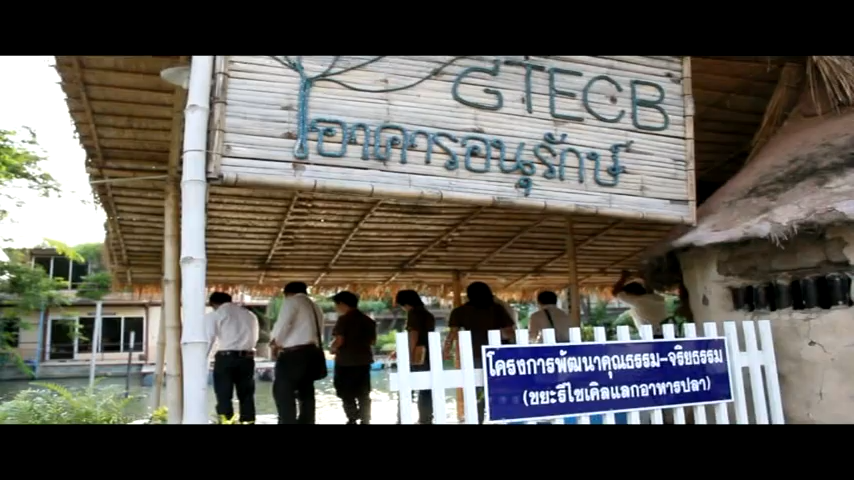 GTECB
อาคารอนุรักษ์
โครงการพัฒนาคุณธรรม-จริยธรรม
(ขยะรีไซเคิลแลกอาหารปลา)